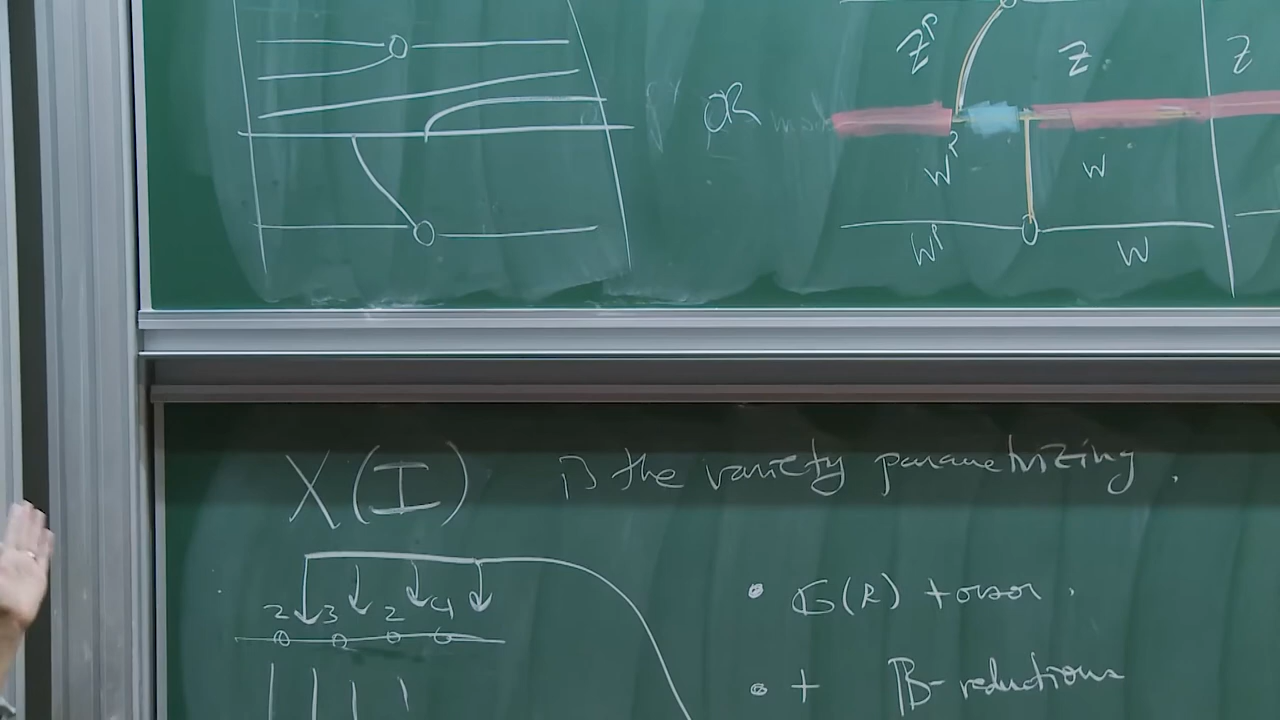 OR
Z^P
Z
Z
W^P
W
W^P
W
X(I) is the variety parametrizing.
2 3 2 4
• G(R) torsor.
• + B-reductions